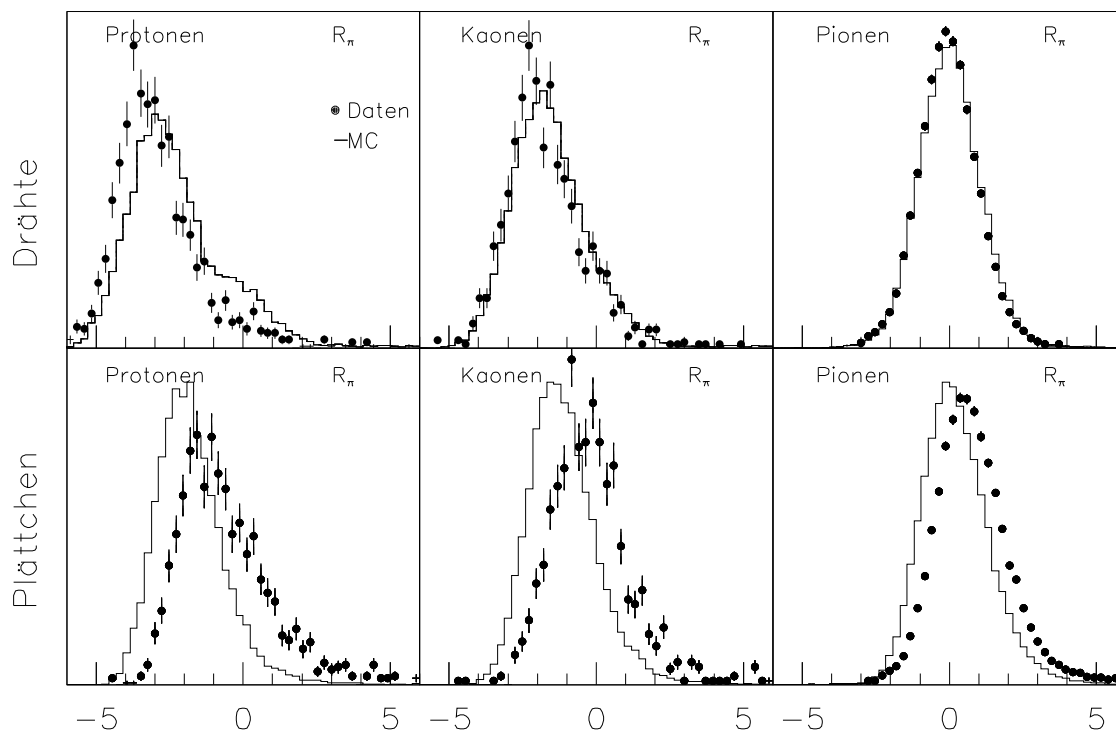 Protonen R_π
Daten
MC
Kaonen R_π
Pionen R_π
Drähte
Protonen R_π
Kaonen R_π
Pionen R_π
Plättchen
−5 0 5 −5 0 5 −5 0 5